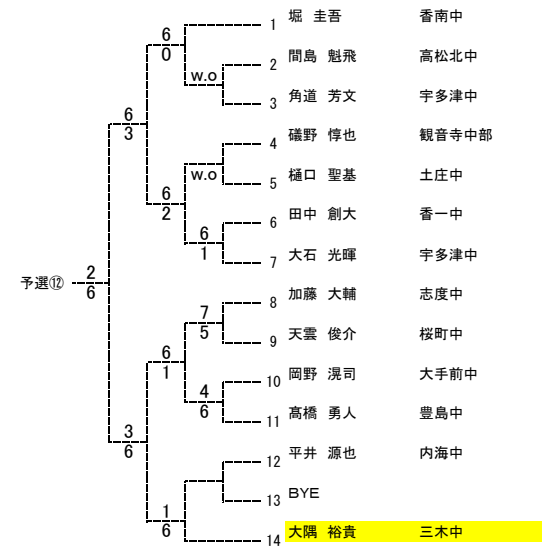 6
0
1 堀 圭吾 香南中
w.o
2 間島 魁飛 高松北中
3 角道 芳文 宇多津中
6
3
4 礒野 惇也 観音寺中部
w.o
5 樋口 聖基 土庄中
6
2
6 田中 創大 香一中
6
1
7 大石 光暉 宇多津中
予選⑫
2
6
8 加藤 大輔 志度中
7
5
9 天雲 俊介 桜町中
6
1
10 岡野 滉司 大手前中
4
6
11 髙橋 勇人 豊島中
3
6
12 平井 源也 内海中
13 BYE
1
6
14 大隅 裕貴 三木中